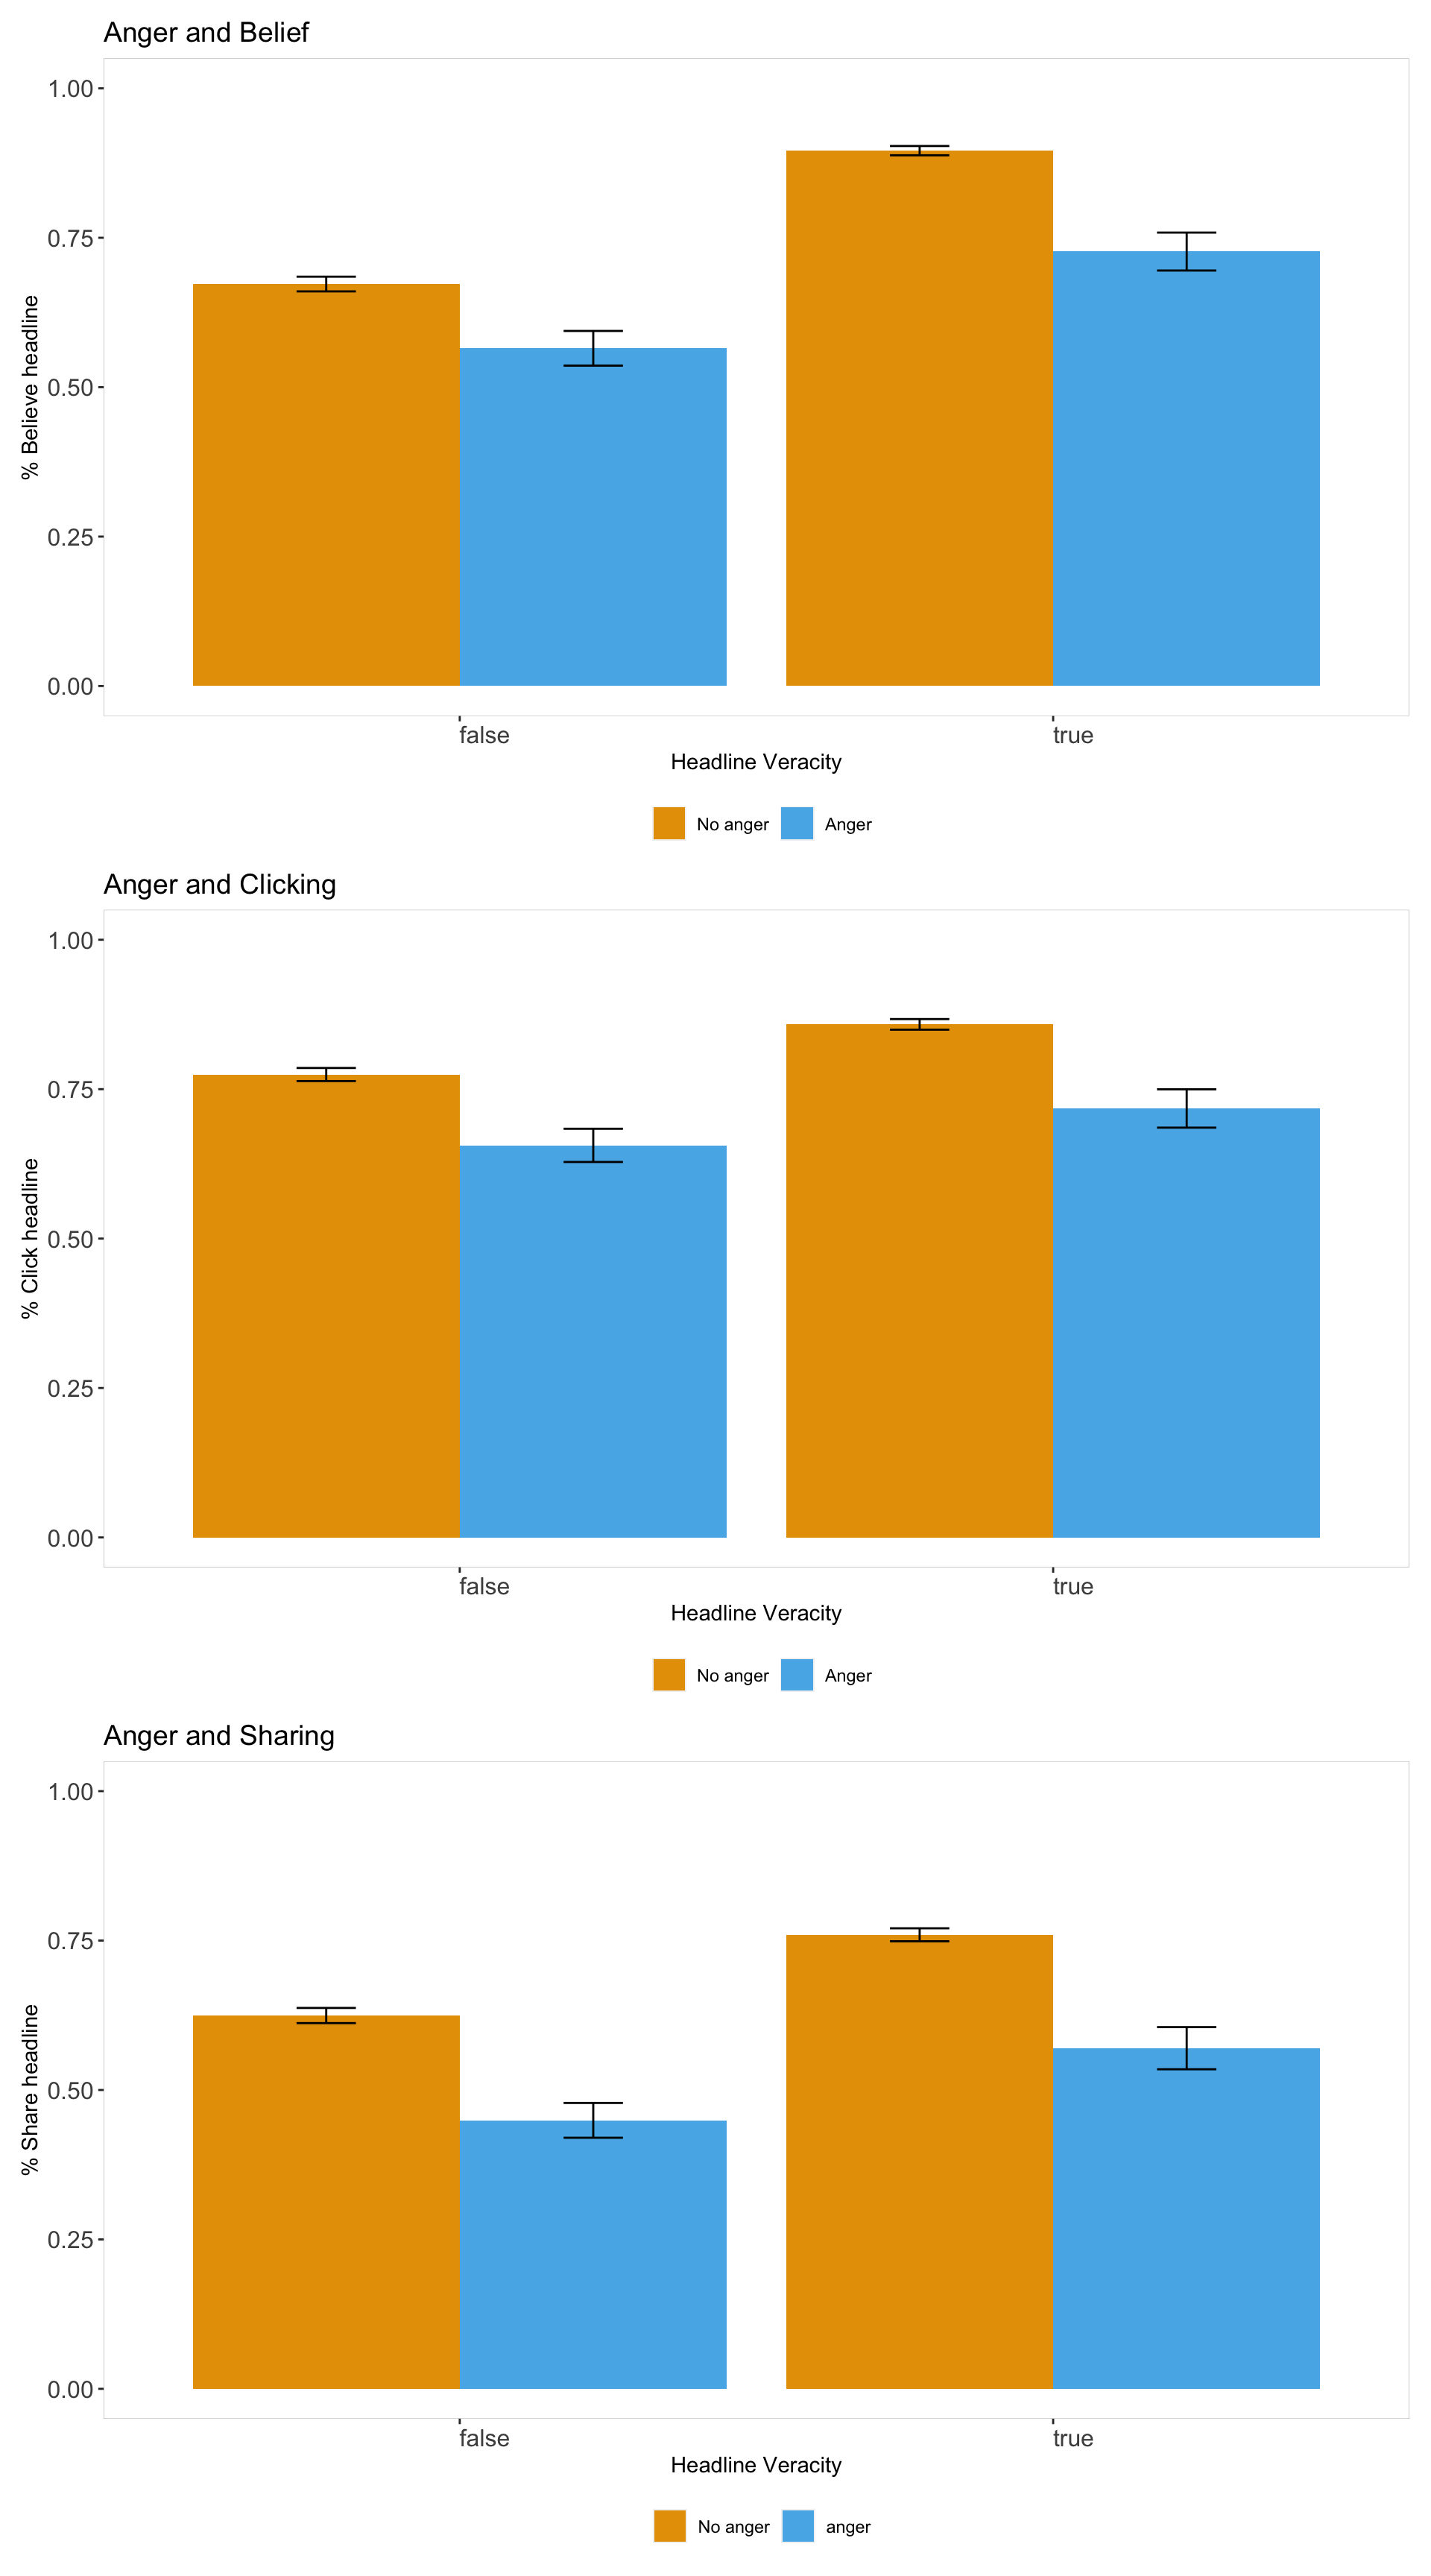 Anger and Belief
1.00
0.75
0.50
0.25
0.00
% Believe headline
false true
Headline Veracity
No anger Anger
Anger and Clicking
1.00
0.75
0.50
0.25
0.00
% Click headline
false true
Headline Veracity
No anger Anger
Anger and Sharing
1.00
0.75
0.50
0.25
0.00
% Share headline
false true
Headline Veracity
No anger anger